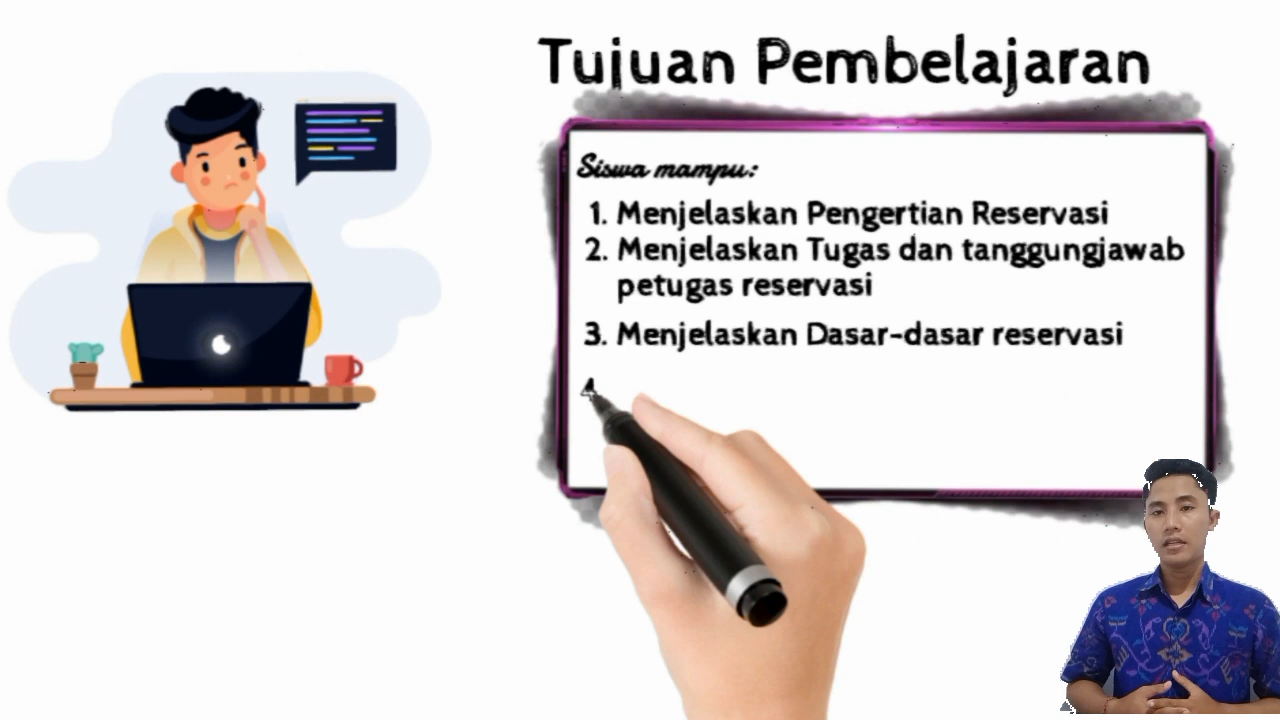 Tujuan Pembelajaran
Siswa mampu:
1. Menjelaskan Pengertian Reservasi
2. Menjelaskan Tugas dan tanggungjawab
petugas reservasi
3. Menjelaskan Dasar-dasar reservasi
4